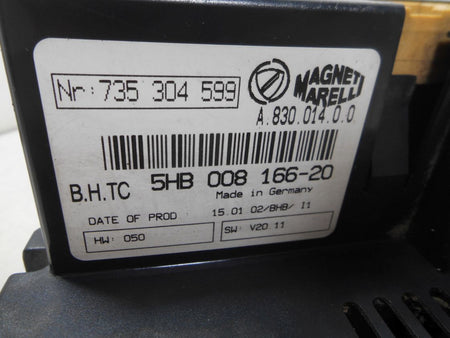 Nr: 735 304 599
MAGNETI
MARELLI
A.830.014.0.0
B.H.TC 5HB 008 166-20
Made in Germany
DATE OF PROD 15.01 02/BHB/ I1
HW: 050
SW: V20.11